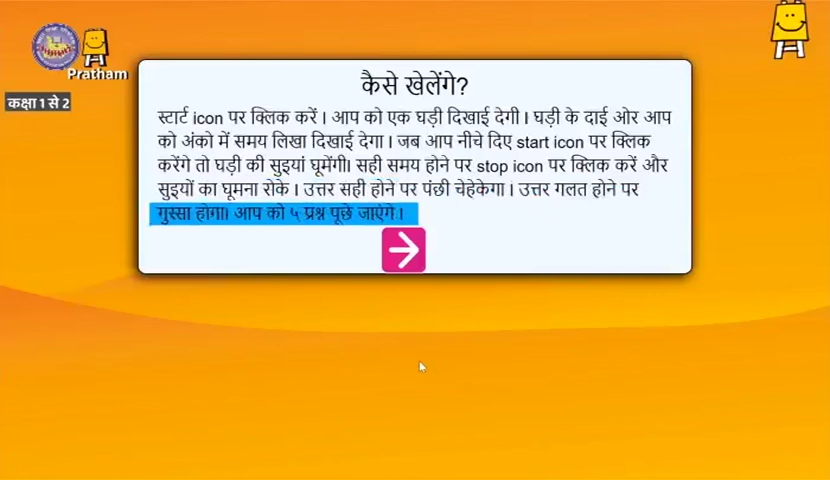 Pratham
कक्षा 1 से 2
कैसे खेलेंगे?
स्टार्ट icon पर क्लिक करें । आप को एक घड़ी दिखाई देगी । घड़ी के दाई ओर आप
को अंको में समय लिखा दिखाई देगा । जब आप नीचे दिए start icon पर क्लिक
करेंगे तो घड़ी की सुइयां घूमेंगी। सही समय होने पर stop icon पर क्लिक करें और
सुइयों का घूमना रोके । उत्तर सही होने पर पंछी चेहेकेगा । उत्तर गलत होने पर
गुस्सा होगा। आप को ५ प्रश्न पूछे जाऐंगे ।